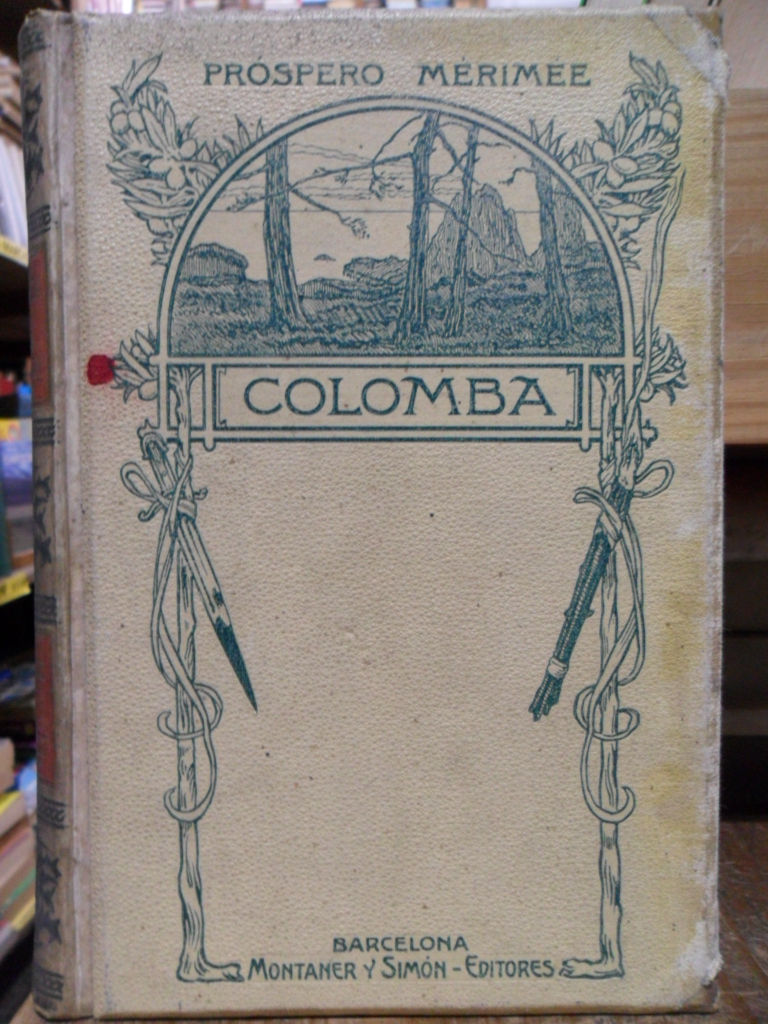 PRÓSPERO MÉRIMEE
COLOMBA
BARCELONA
MONTANER Y SIMÓN - EDITORES